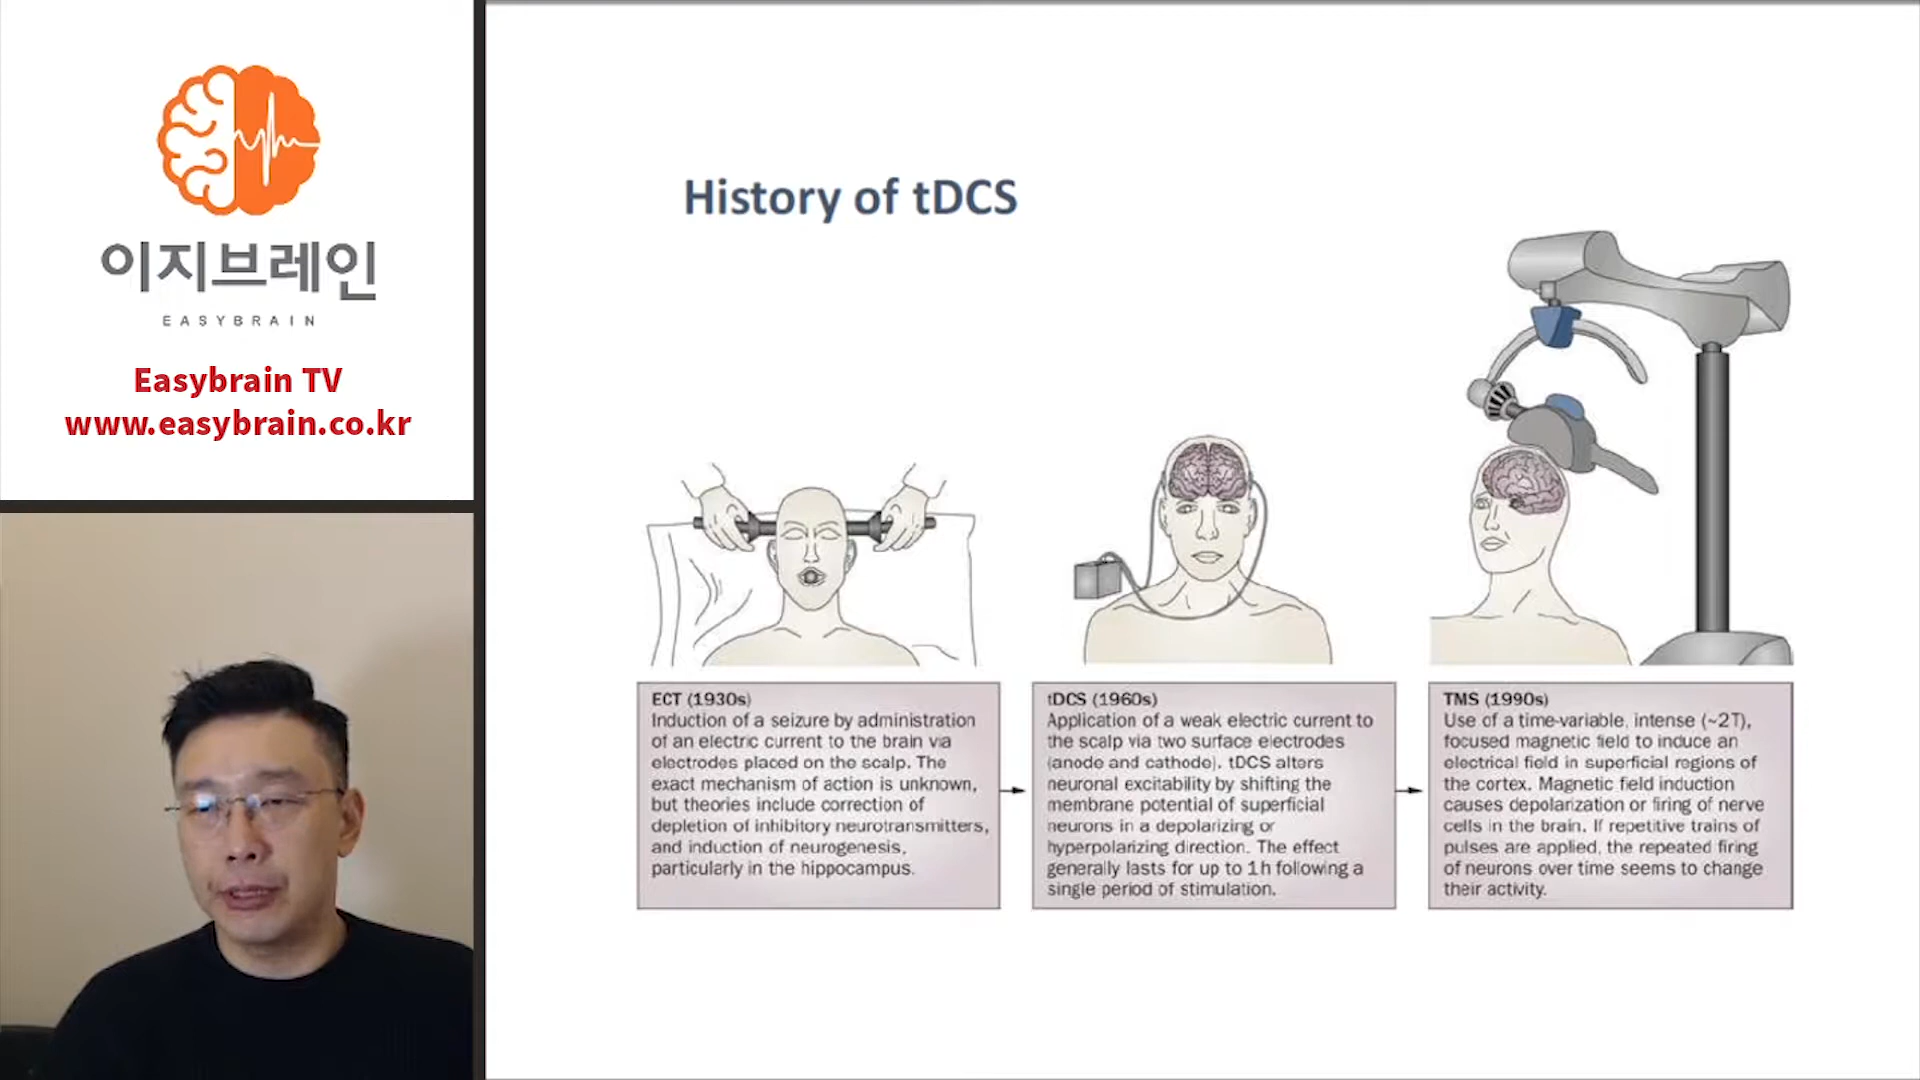 이지브레인
EASYBRAIN
Easybrain TV
www.easybrain.co.kr
History of tDCS
ECT (1930s)
Induction of a seizure by administration
of an electric current to the brain via
electrodes placed on the scalp. The
exact mechanism of action is unknown,
but theories include correction of
depletion of inhibitory neurotransmitters,
and induction of neurogenesis,
particularly in the hippocampus.
tDCS (1960s)
Application of a weak electric current to
the scalp via two surface electrodes
(anode and cathode). tDCS alters
neuronal excitability by shifting the
membrane potential of superficial
neurons in a depolarizing or
hyperpolarizing direction. The effect
generally lasts for up to 1h following a
single period of stimulation.
TMS (1990s)
Use of a time-variable, intense (~2T),
focused magnetic field to induce an
electrical field in superficial regions of
the cortex. Magnetic field induction
causes depolarization or firing of nerve
cells in the brain. If repetitive trains of
pulses are applied, the repeated firing
of neurons over time seems to change
their activity.